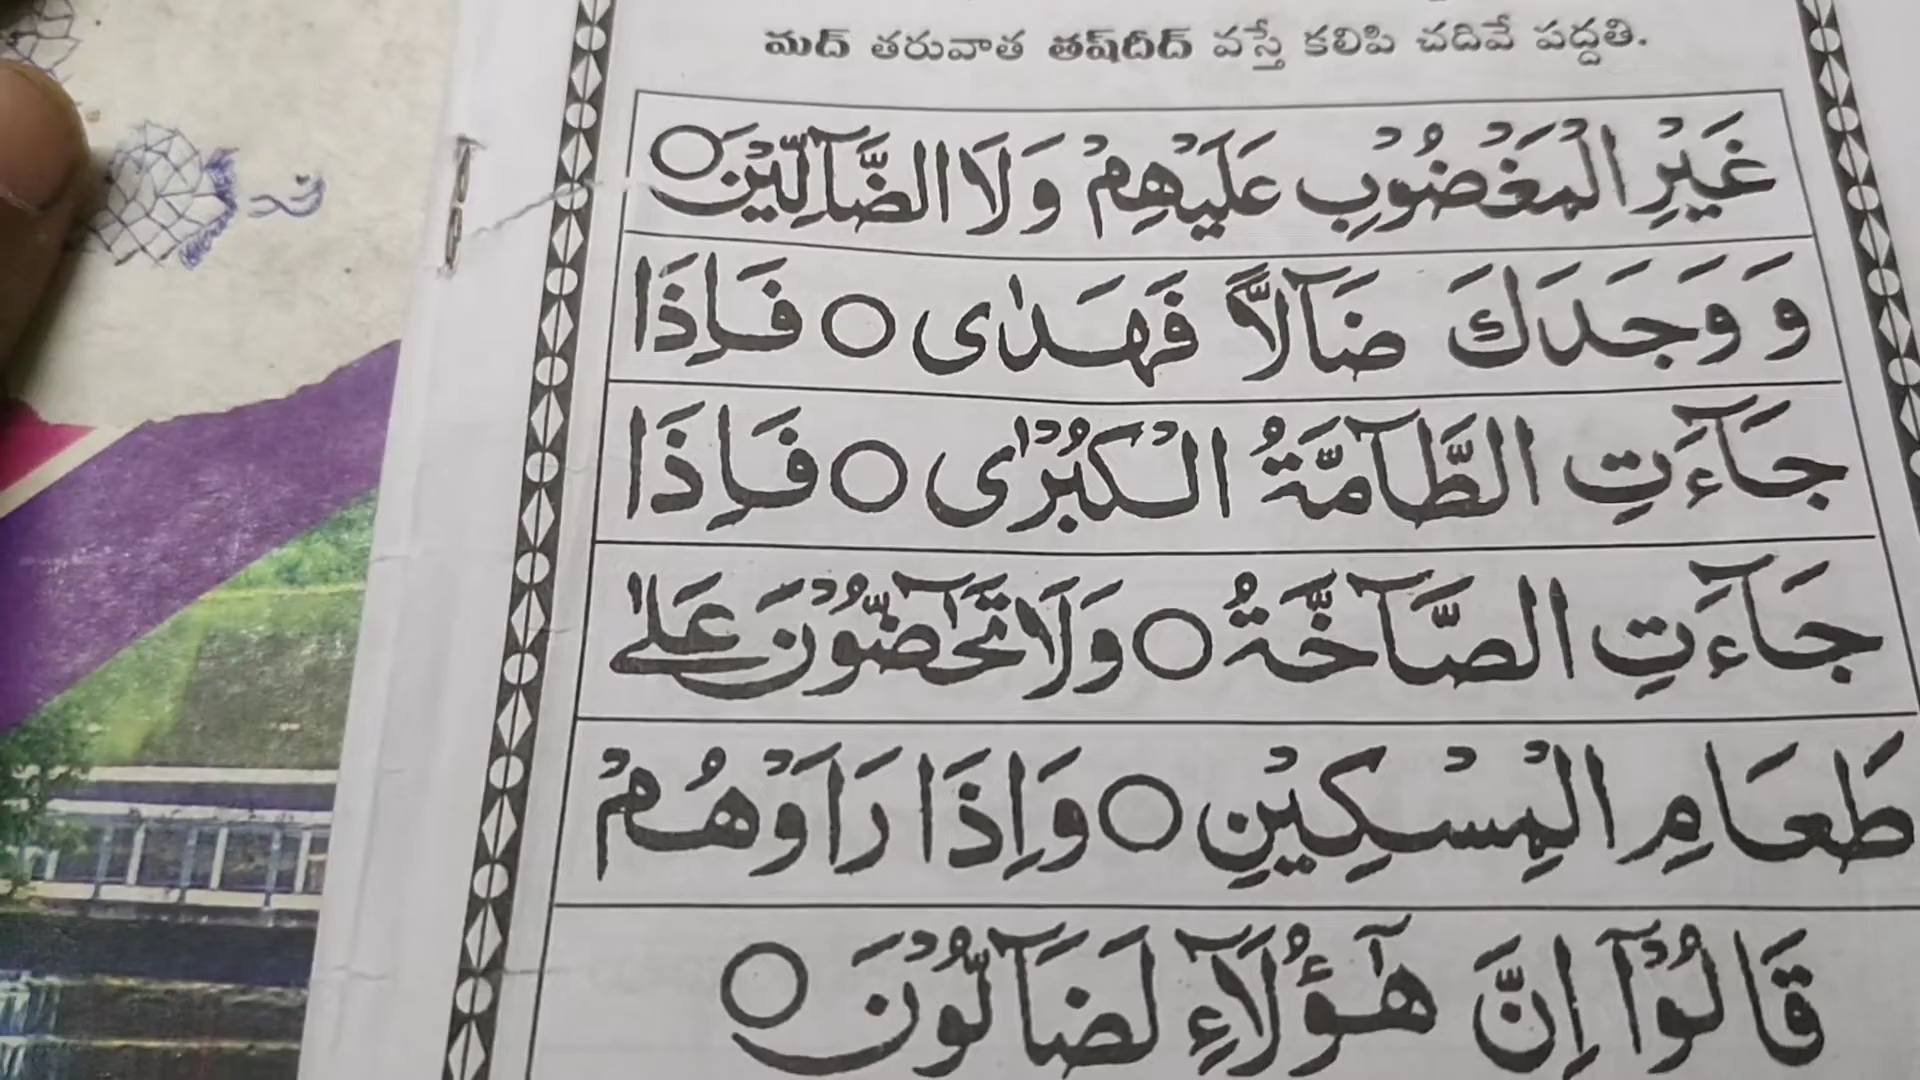 మద్ తరువాత తష్‌దీద్ వస్తే కలిపి చదివే పద్దతి.
غَيْرِ الْمَغْضُوْبِ عَلَيْهِمْ وَلَا الضَّآلِّيْنَ○
وَ وَجَدَكَ ضَآلًّا فَهَدٰى○ فَاِذَا
جَآءَتِ الطَّآمَّةُ الْكُبْرٰى○ فَاِذَا
جَآءَتِ الصَّآخَّةُ○ وَلَا تَحٰٓضُّوْنَ عَلٰى
طَعَامِ الْمِسْكِيْنِ○ وَاِذَا رَاَوْهُمْ
قَالُوْٓا اِنَّ هٰٓؤُلَآءِ لَضَآلُّوْنَ○